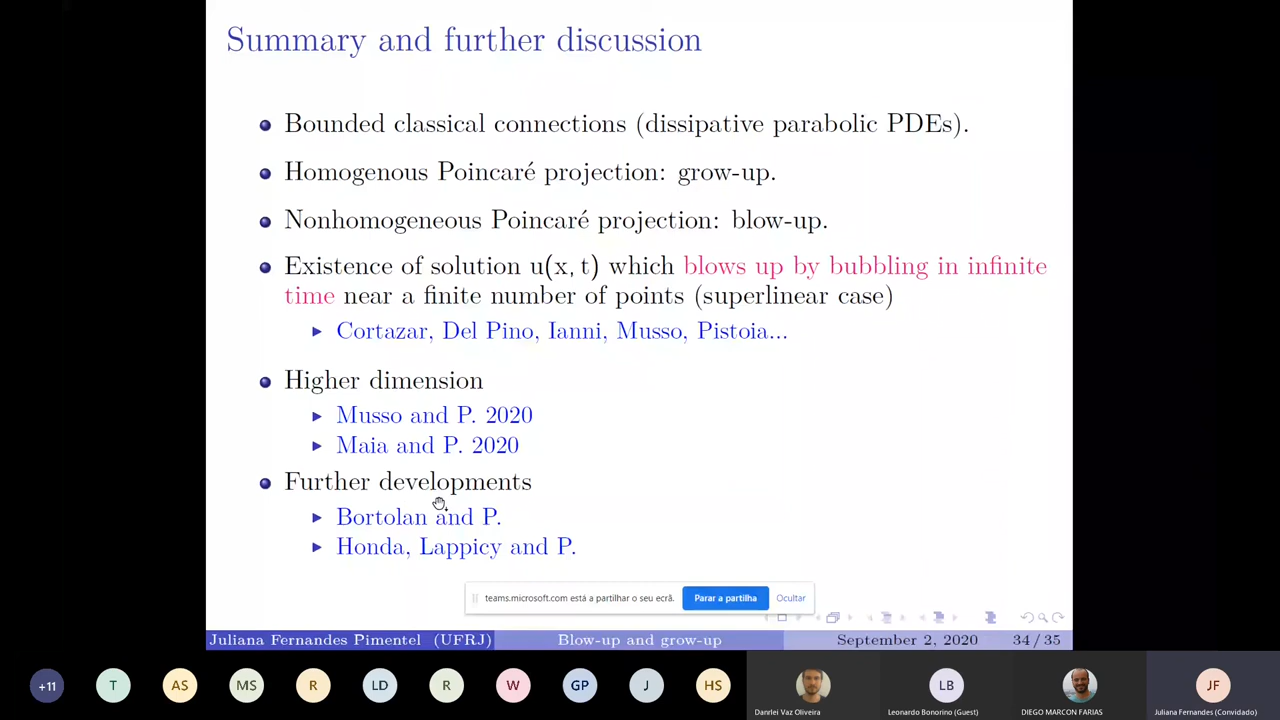 Summary and further discussion
Bounded classical connections (dissipative parabolic PDEs).
Homogenous Poincaré projection: grow-up.
Nonhomogeneous Poincaré projection: blow-up.
Existence of solution u(x, t) which blows up by bubbling in infinite
time near a finite number of points (superlinear case)
Cortazar, Del Pino, Ianni, Musso, Pistoia...
Higher dimension
Musso and P. 2020
Maia and P. 2020
Further developments
Bortolan and P.
Honda, Lappicy and P.
teams.microsoft.com está a partilhar o seu ecrã. Parar a partilha Ocultar
Juliana Fernandes Pimentel (UFRJ) Blow-up and grow-up September 2, 2020 34 / 35
+11 T AS MS R LD R W GP J HS LB JF
Danrlei Vaz Oliveira Leonardo Bonorino (Guest) DIEGO MARCON FARIAS Juliana Fernandes (Convidado)